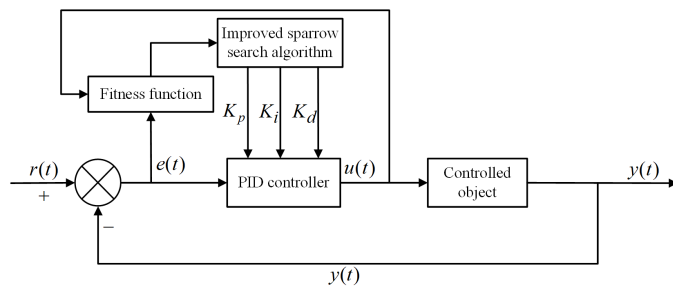 Improved sparrow
search algorithm
Fitness function
K_p K_i K_d
r(t)
e(t)
u(t)
y(t)
+
PID controller
Controlled
object
−
y(t)